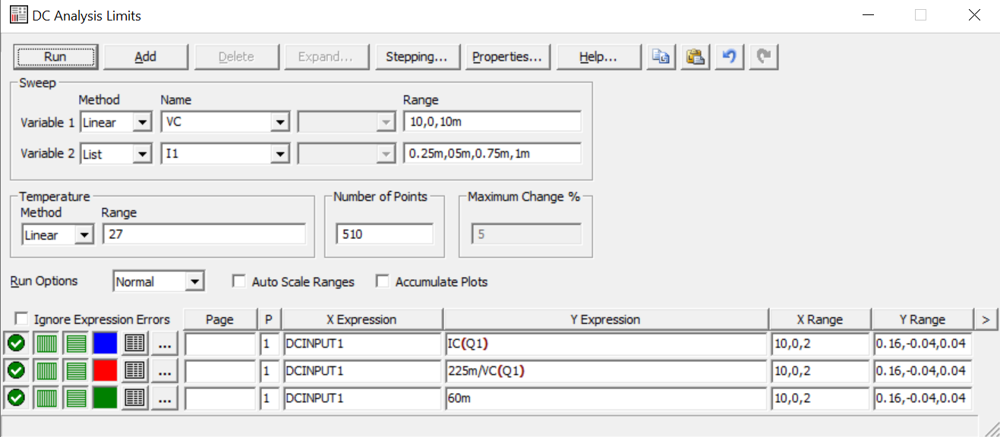 DC Analysis Limits
Run Add Delete Expand... Stepping... Properties... Help...
Sweep
Method Name Range
Variable 1 Linear VC 10,0,10m
Variable 2 List I1 0.25m,05m,0.75m,1m
Temperature Number of Points Maximum Change %
Method Range
Linear 27 510 5
Run Options Normal Auto Scale Ranges Accumulate Plots
Ignore Expression Errors Page P X Expression Y Expression X Range Y Range >
... 1 DCINPUT1 IC(Q1) 10,0,2 0.16,-0.04,0.04
... 1 DCINPUT1 225m/VC(Q1) 10,0,2 0.16,-0.04,0.04
... 1 DCINPUT1 60m 10,0,2 0.16,-0.04,0.04